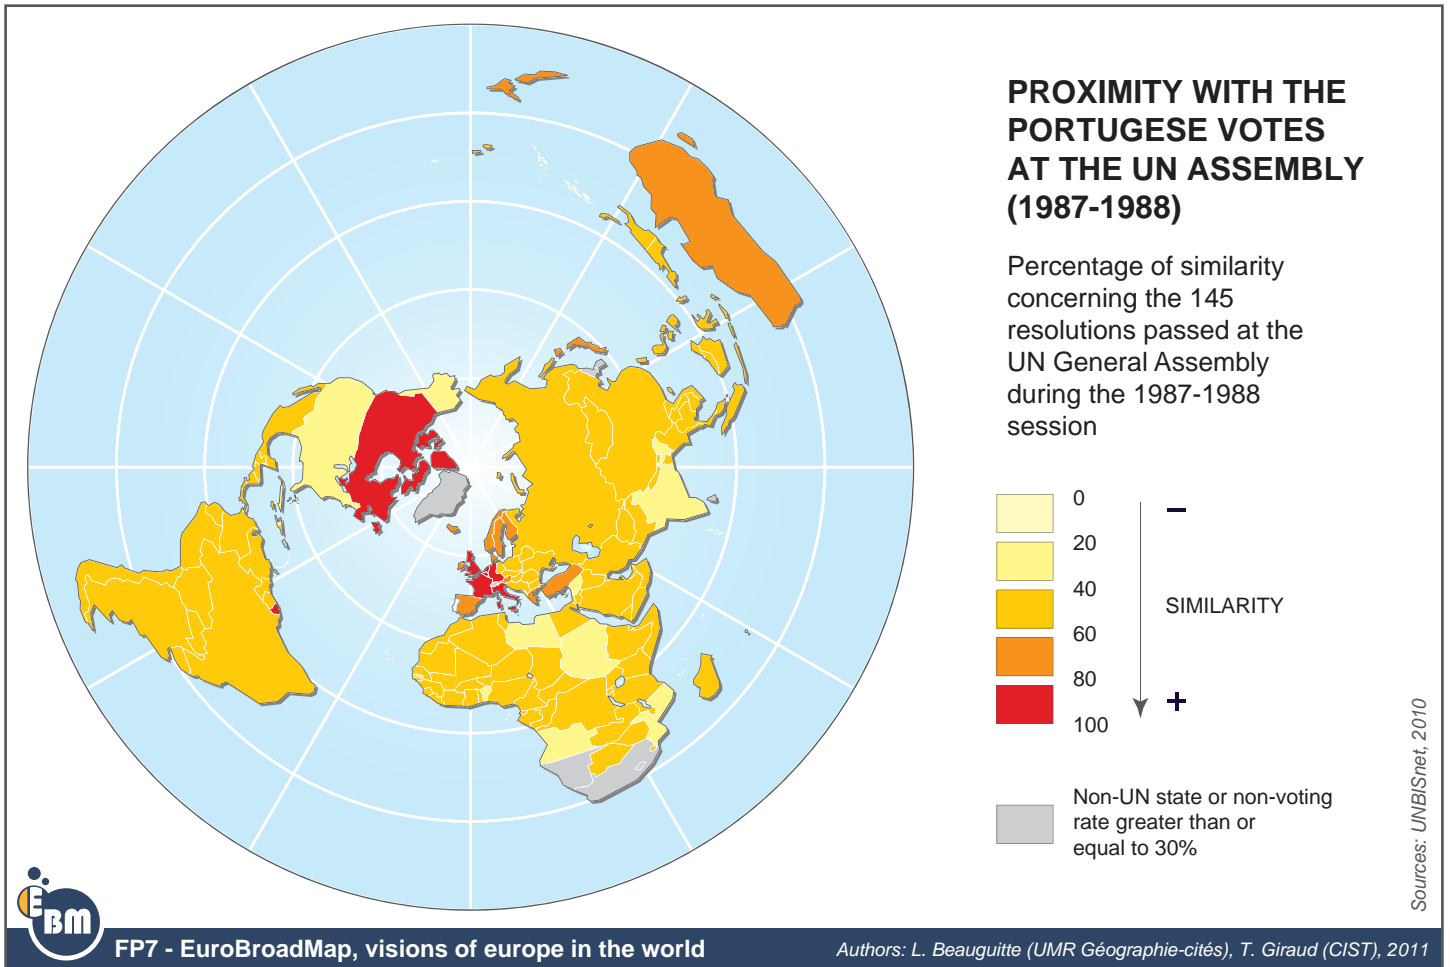 PROXIMITY WITH THE
PORTUGESE VOTES
AT THE UN ASSEMBLY
(1987-1988)
Percentage of similarity
concerning the 145
resolutions passed at the
UN General Assembly
during the 1987-1988
session
0
20
40
60
80
100
–
SIMILARITY
+
Non-UN state or non-voting
rate greater than or
equal to 30%
Sources: UNBISnet, 2010
EBM
FP7 - EuroBroadMap, visions of europe in the world
Authors: L. Beauguitte (UMR Géographie-cités), T. Giraud (CIST), 2011